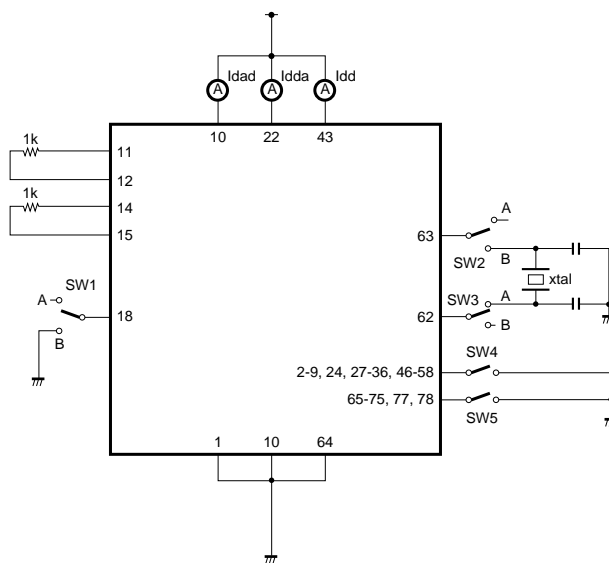 Idad
Idda
Idd
A
A
A
10
22
43
1k
11
12
1k
14
15
A
63
SW2
B
xtal
SW1
A
B
18
SW3
A
62
B
SW4
2-9, 24, 27-36, 46-58
65-75, 77, 78
SW5
1
10
64